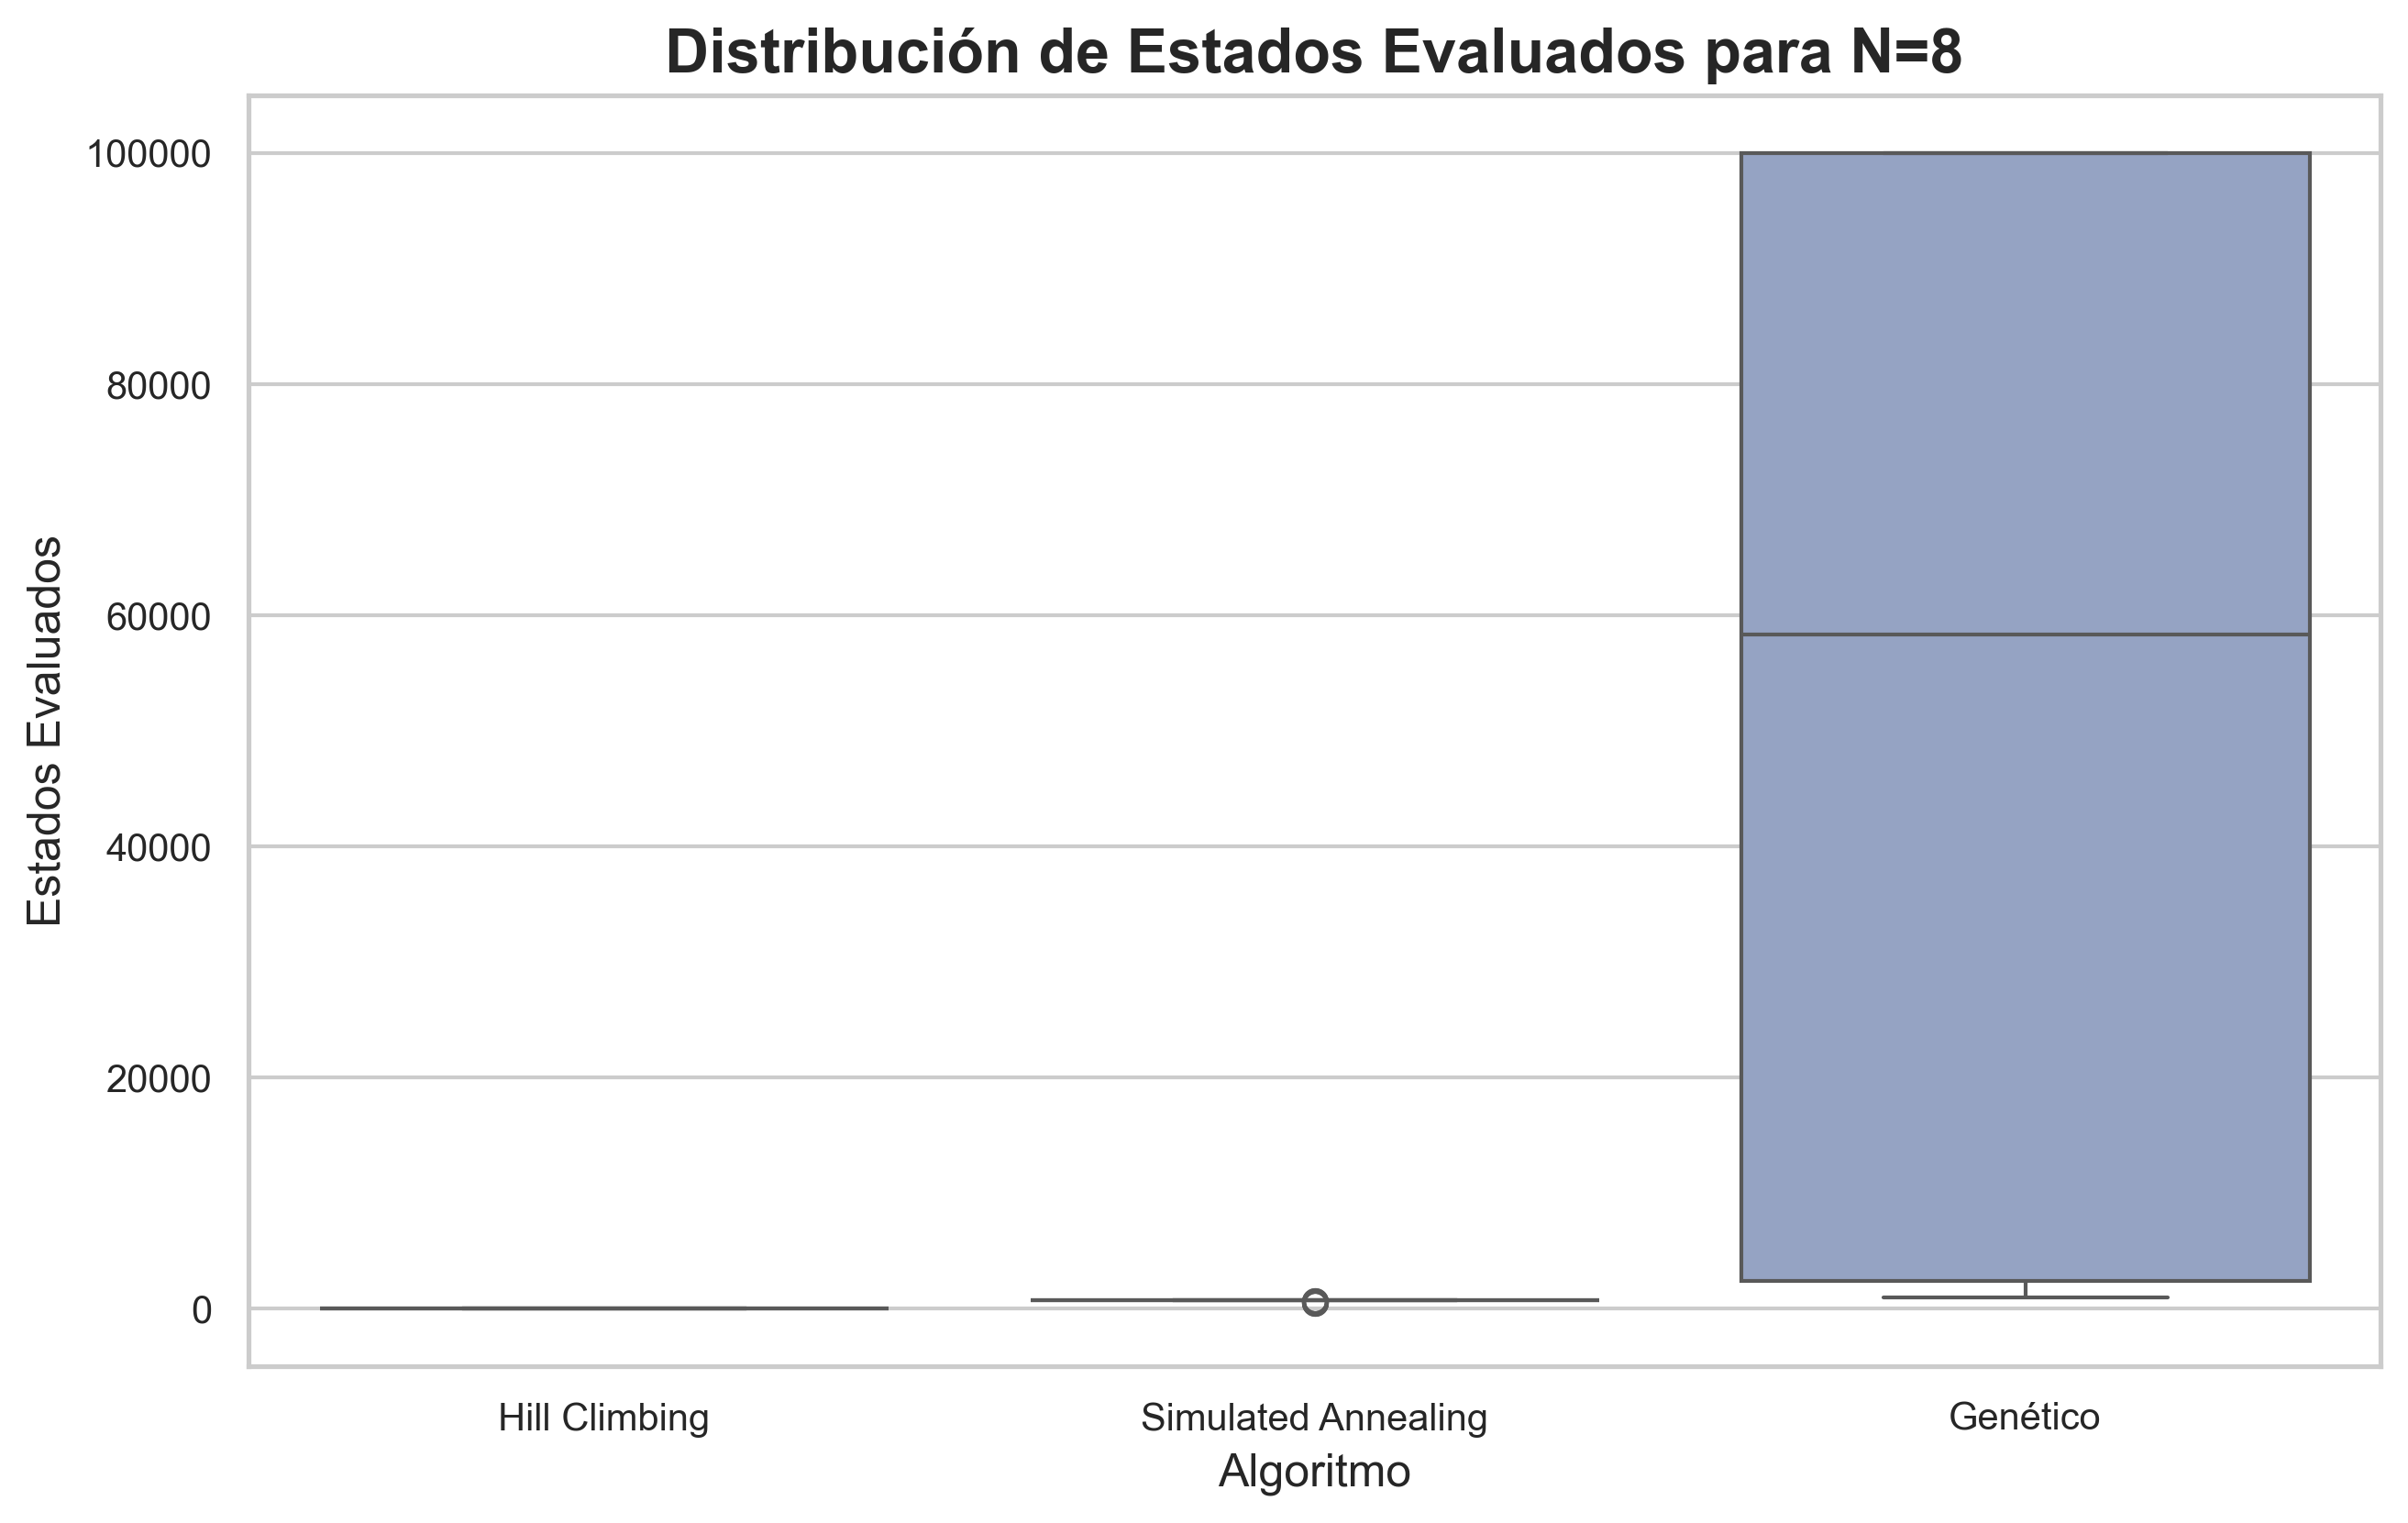 Distribución de Estados Evaluados para N=8
100000
80000
60000
40000
20000
0
Estados Evaluados
Hill Climbing
Simulated Annealing
Genético
Algoritmo